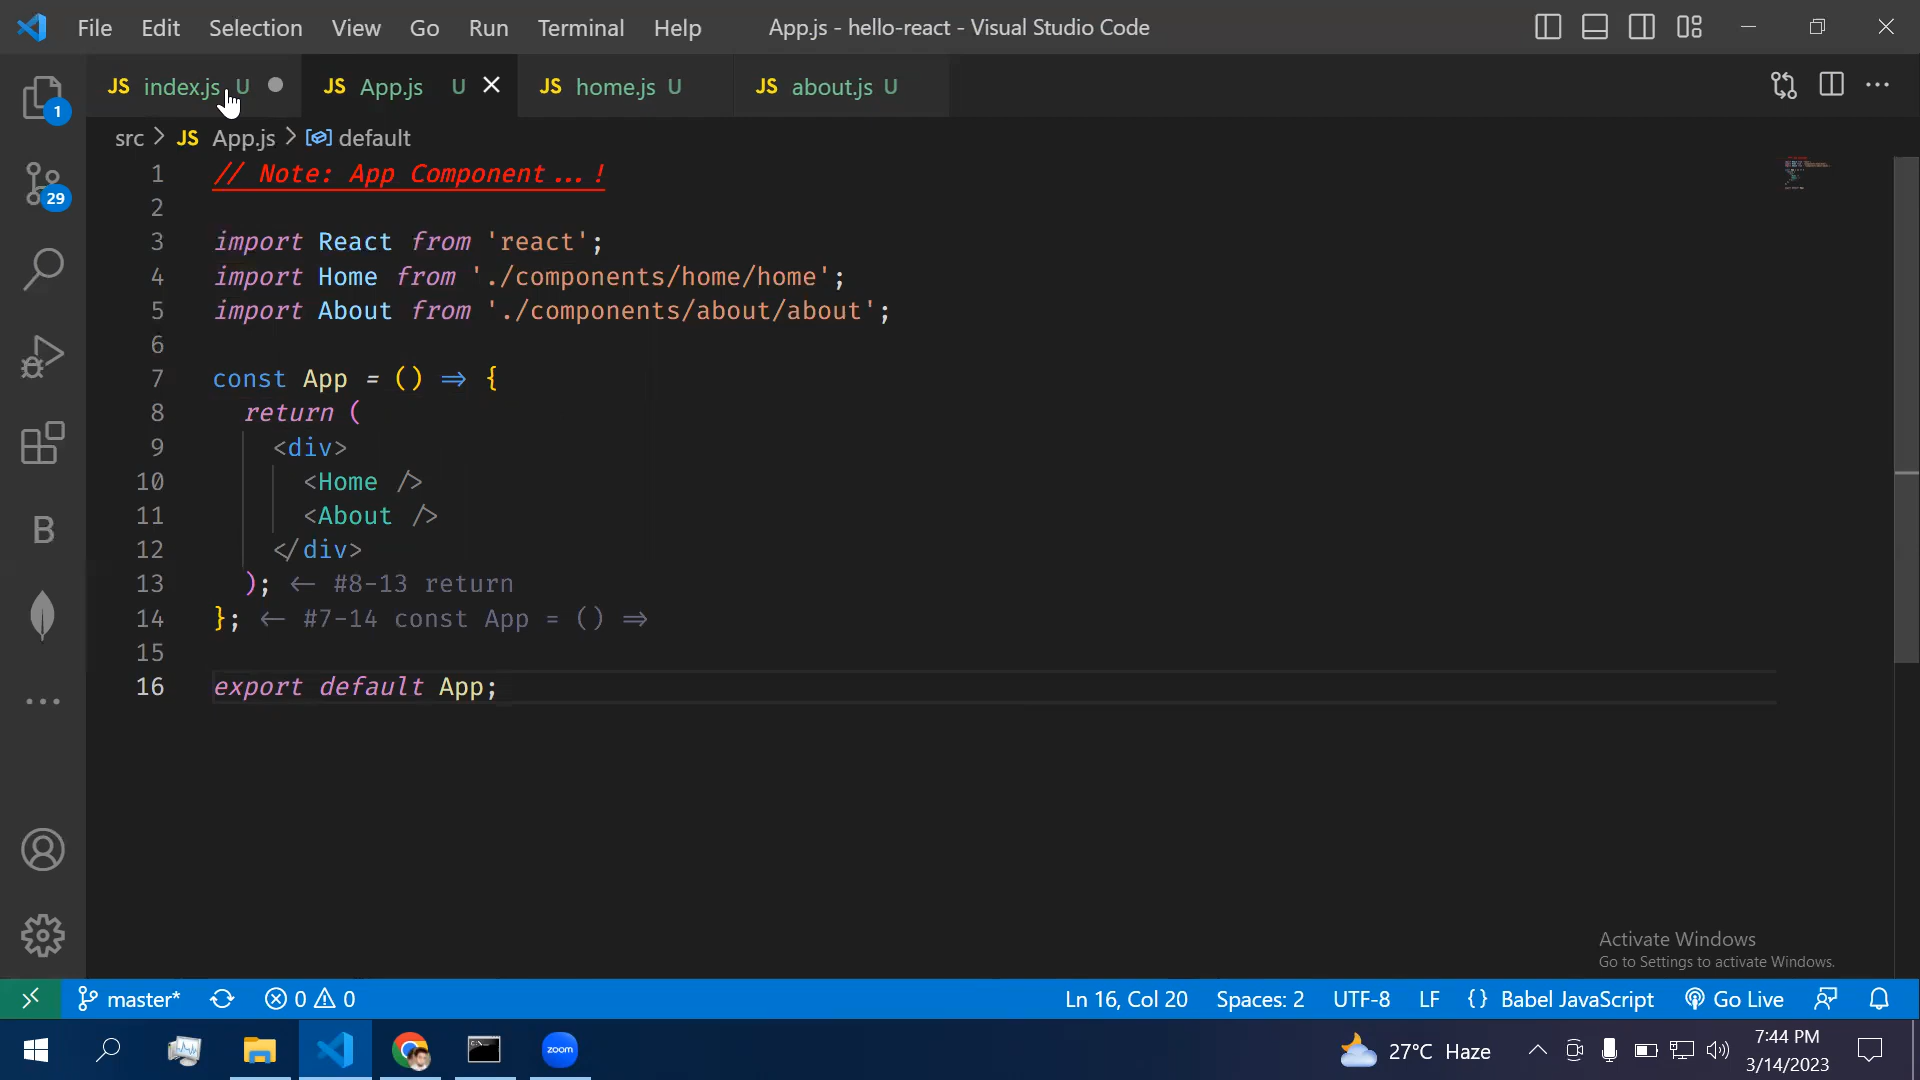 File Edit Selection View Go Run Terminal Help App.js - hello-react - Visual Studio Code
JS index.js U JS App.js U JS home.js U JS about.js U
1
src > JS App.js > default
1 // Note: App Component...!
2
3 import React from 'react';
4 import Home from './components/home/home';
5 import About from './components/about/about';
6
7 const App = () => {
8 return (
9 <div>
10 <Home />
11 <About />
12 </div>
13 ); <- #8-13 return
14 }; <- #7-14 const App = () =>
15
16 export default App;
29
B
Activate Windows
Go to Settings to activate Windows.
master* 0 0 Ln 16, Col 20 Spaces: 2 UTF-8 LF {} Babel JavaScript Go Live
zoom 27°C Haze 7:44 PM
3/14/2023